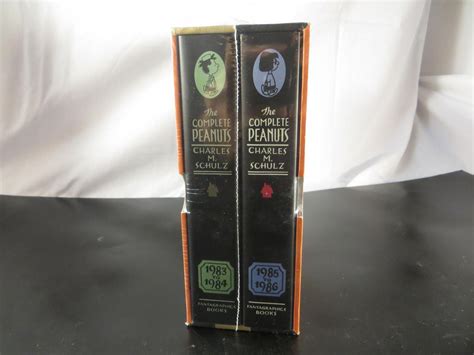 The
COMPLETE
PEANUTS
CHARLES
M.
SCHULZ
1983
TO
1984
FANTAGRAPHICS
BOOKS
The
COMPLETE
PEANUTS
CHARLES
M.
SCHULZ
1985
TO
1986
FANTAGRAPHICS
BOOKS